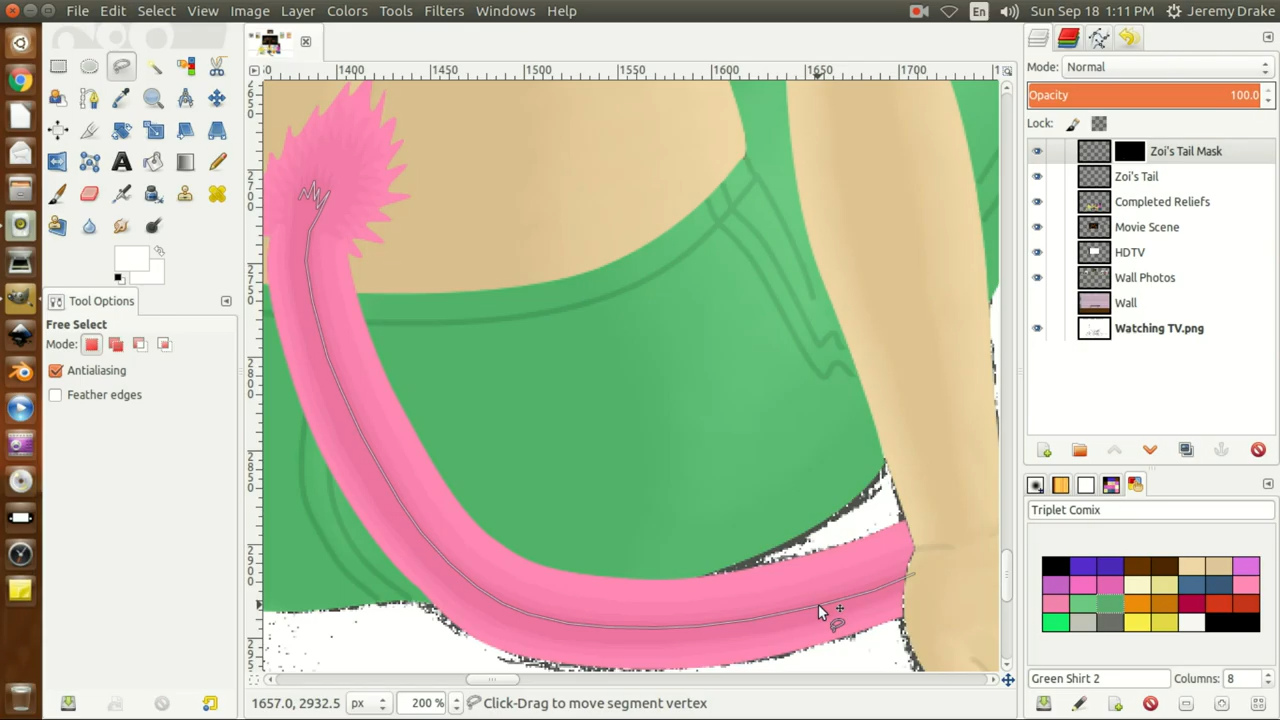 File Edit Select View Image Layer Colors Tools Filters Windows Help En Sun Sep 18 1:11 PM Jeremy Drake
Mode: Normal
Opacity 100.0
Lock:
Zoi's Tail Mask
Zoi's Tail
Completed Reliefs
Movie Scene
HDTV
Wall Photos
Wall
Watching TV.png
Tool Options
Free Select
Mode:
Antialiasing
Feather edges
1400 1450 1500 1550 1600 1650 1700
Triplet Comix
Green Shirt 2 Columns: 8
1657.0, 2932.5 px 200 % Click-Drag to move segment vertex